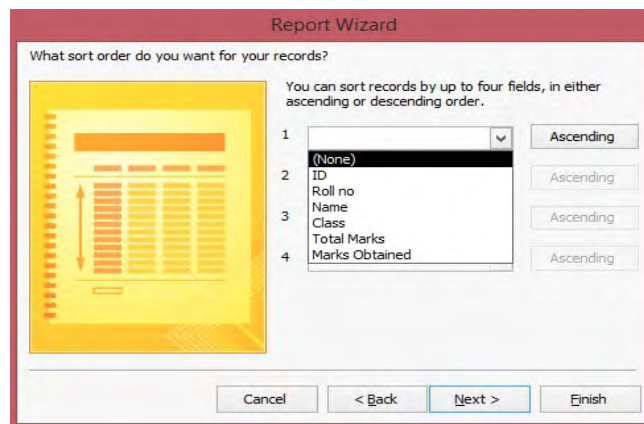 Report Wizard
What sort order do you want for your records?
You can sort records by up to four fields, in either
ascending or descending order.
1 Ascending
(None)
2 ID Ascending
Roll no
Name
3 Class Ascending
Total Marks
4 Marks Obtained Ascending
Cancel < Back Next > Finish